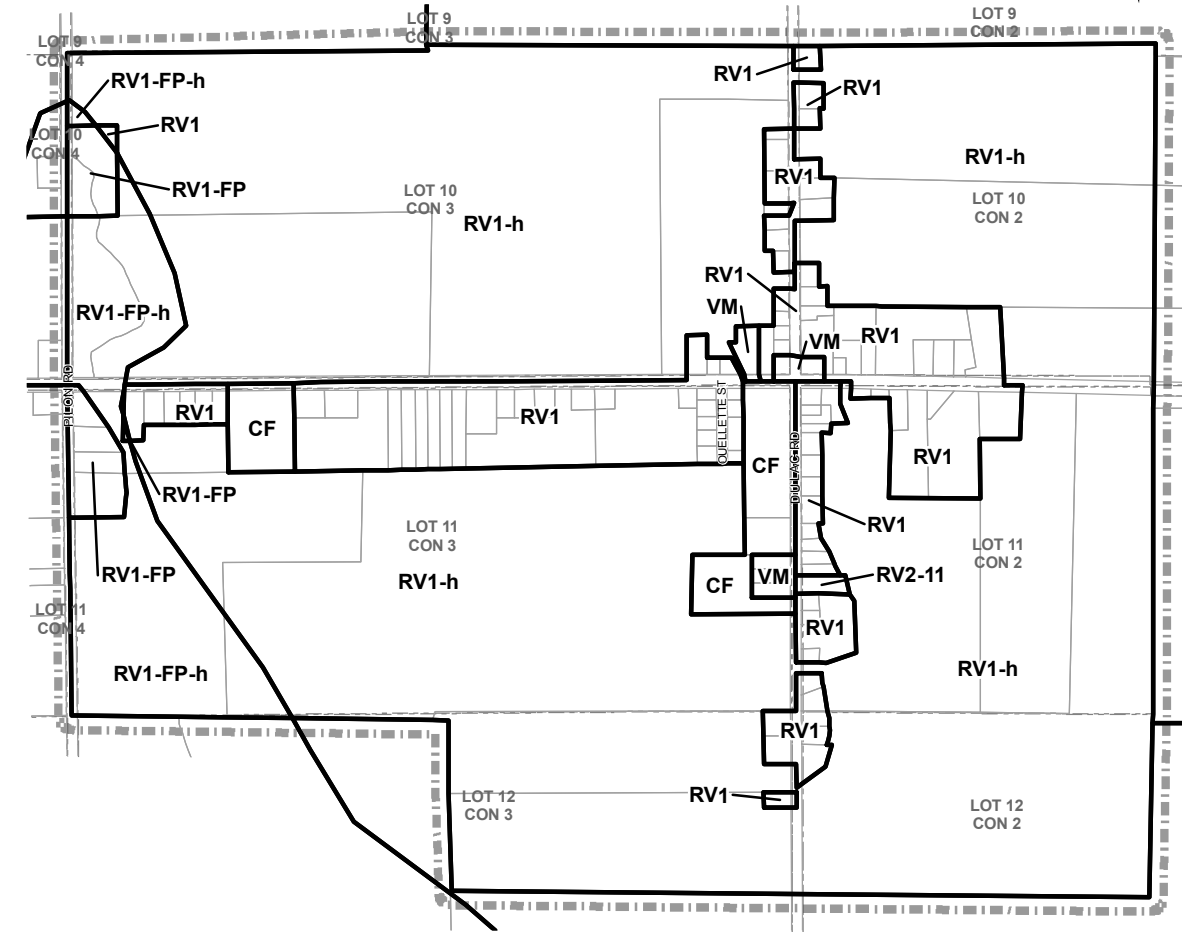 LOT 9
CON 3
LOT 9
CON 2
LOT 9
CON 4
RV1
RV1-FP-h
RV1
RV1
LOT 10
CON 4
RV1-h
RV1
RV1-FP
LOT 10
CON 3
LOT 10
CON 2
RV1-h
RV1
VM
RV1-FP-h
VM
RV1
PILON RD
OUELLETTE ST
RV1
RV1
CF
DU LAC RD
CF
RV1
RV1-FP
RV1
LOT 11
CON 3
LOT 11
CON 2
RV1-FP
RV1-h
CF
VM
RV2-11
LOT 11
CON 4
RV1
RV1-FP-h
RV1-h
RV1
RV1
LOT 12
CON 3
LOT 12
CON 2